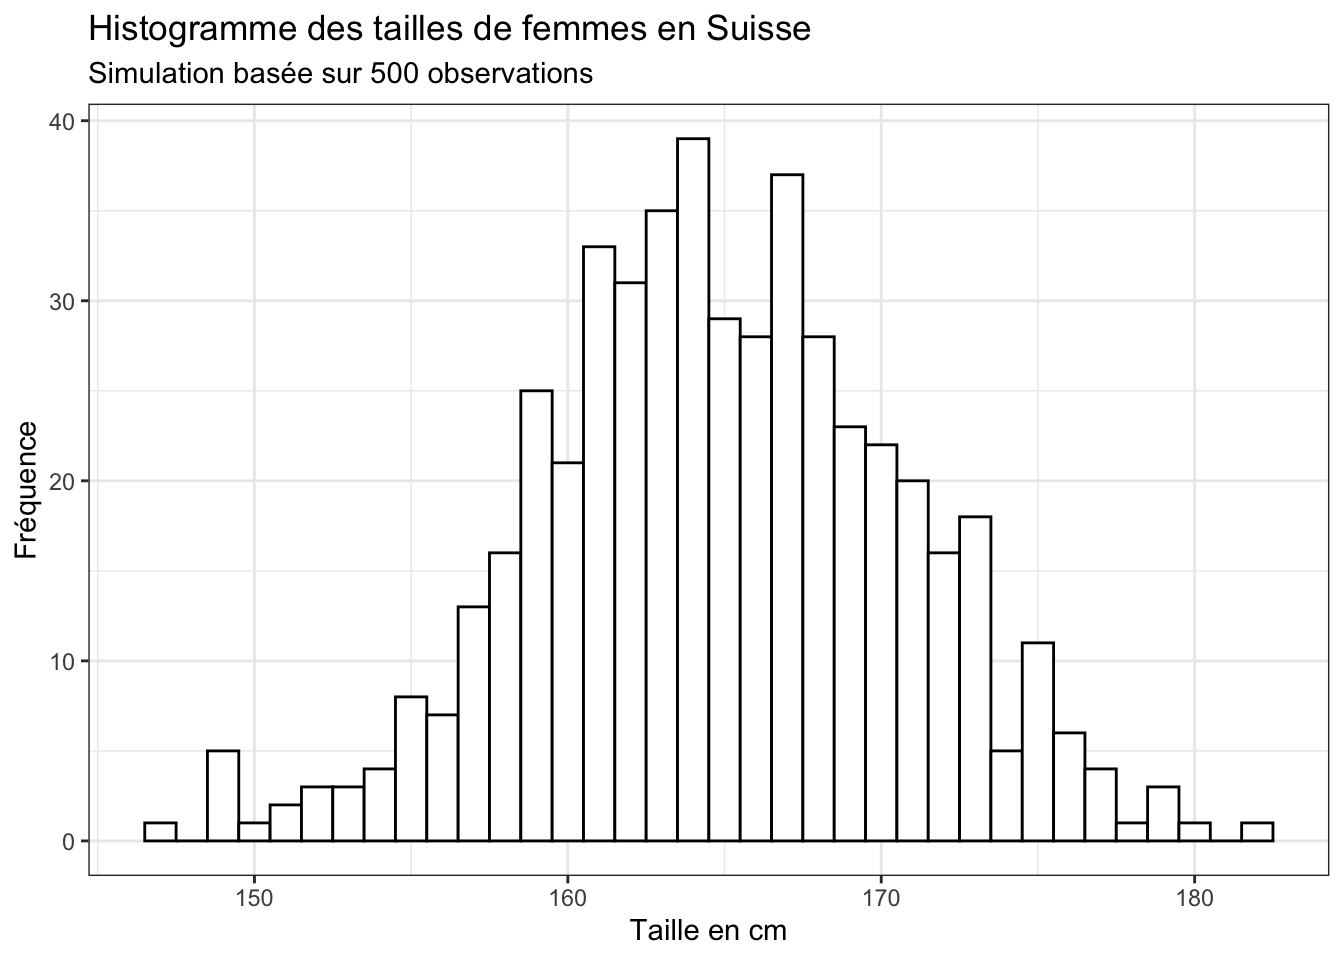 Histogramme des tailles de femmes en Suisse
Simulation basée sur 500 observations
Fréquence
40
30
20
10
0
150 160 170 180
Taille en cm